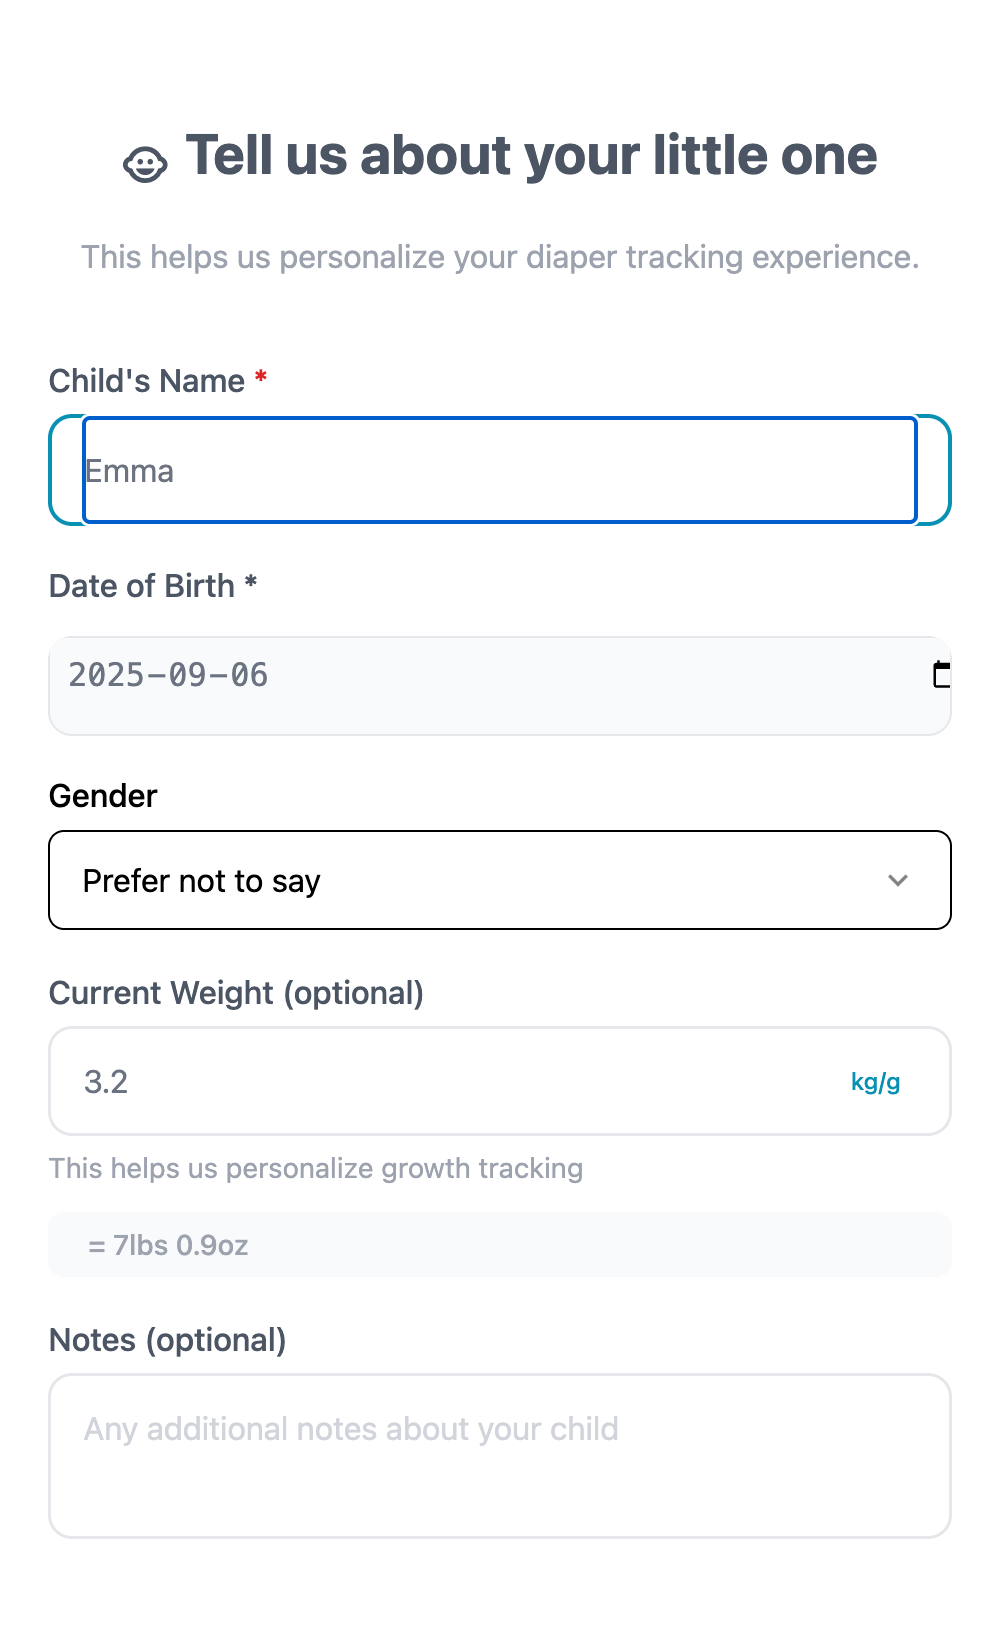 Tell us about your little one
This helps us personalize your diaper tracking experience.
Child's Name *
Emma
Date of Birth *
2025-09-06
Gender
Prefer not to say
Current Weight (optional)
3.2 kg/g
This helps us personalize growth tracking
= 7lbs 0.9oz
Notes (optional)
Any additional notes about your child